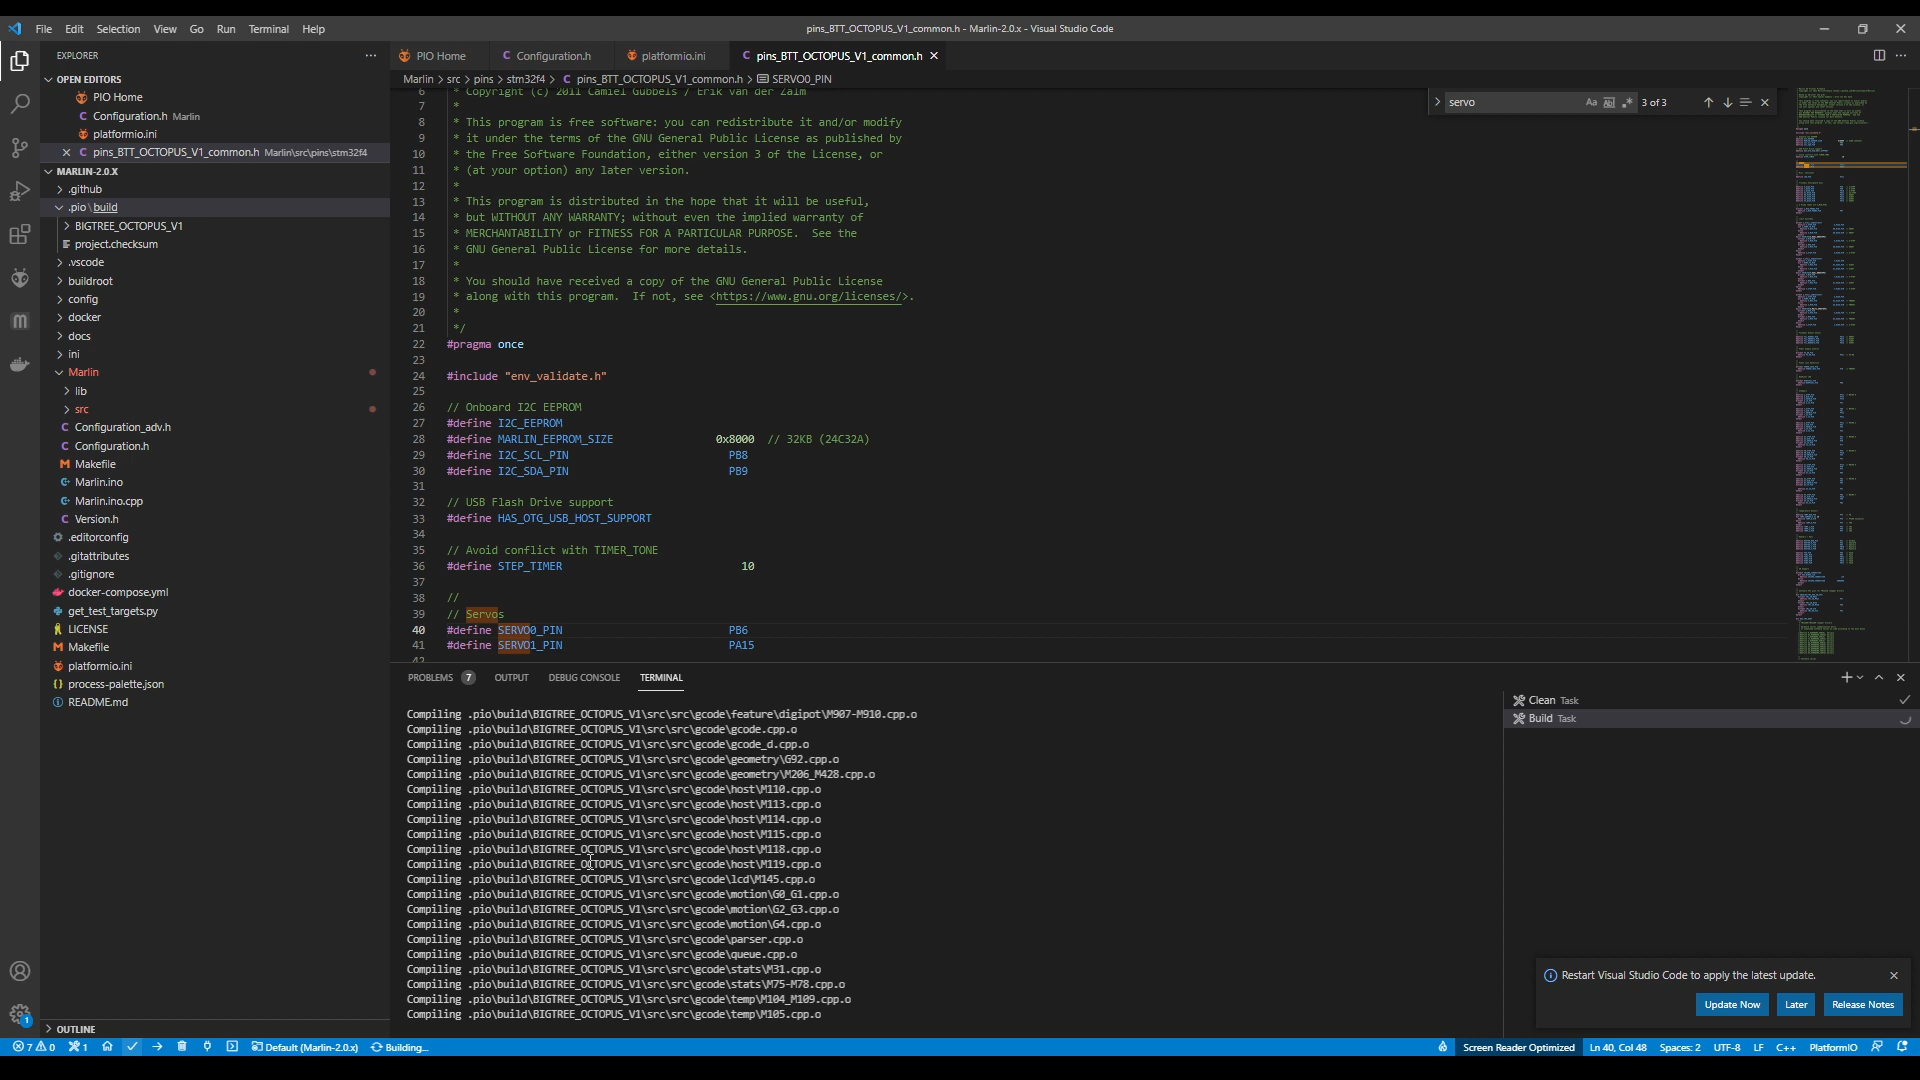 File Edit Selection View Go Run Terminal Help
pins_BTT_OCTOPUS_V1_common.h - Marlin-2.0.x - Visual Studio Code
EXPLORER
OPEN EDITORS
PIO Home
Configuration.h Marlin
platformio.ini
pins_BTT_OCTOPUS_V1_common.h Marlin\src\pins\stm32f4
MARLIN-2.0.X
.github
.pio \ build
BIGTREE_OCTOPUS_V1
project.checksum
.vscode
buildroot
config
docker
docs
ini
Marlin
lib
src
Configuration_adv.h
Configuration.h
Makefile
Marlin.ino
Marlin.ino.cpp
Version.h
.editorconfig
.gitattributes
.gitignore
docker-compose.yml
get_test_targets.py
LICENSE
Makefile
platformio.ini
process-palette.json
README.md
OUTLINE
PIO Home Configuration.h platformio.ini pins_BTT_OCTOPUS_V1_common.h
Marlin > src > pins > stm32f4 > C pins_BTT_OCTOPUS_V1_common.h > SERVO0_PIN
servo Aa Abl .* 3 of 3
6 * Copyright (c) 2011 Camiel Gubbels / Erik van der Zalm
7 *
8 * This program is free software: you can redistribute it and/or modify
9 * it under the terms of the GNU General Public License as published by
10 * the Free Software Foundation, either version 3 of the License, or
11 * (at your option) any later version.
12 *
13 * This program is distributed in the hope that it will be useful,
14 * but WITHOUT ANY WARRANTY; without even the implied warranty of
15 * MERCHANTABILITY or FITNESS FOR A PARTICULAR PURPOSE. See the
16 * GNU General Public License for more details.
17 *
18 * You should have received a copy of the GNU General Public License
19 * along with this program. If not, see <https://www.gnu.org/licenses/>.
20 *
21 */
22 #pragma once
23
24 #include "env_validate.h"
25
26 // Onboard I2C EEPROM
27 #define I2C_EEPROM
28 #define MARLIN_EEPROM_SIZE 0x8000 // 32KB (24C32A)
29 #define I2C_SCL_PIN PB8
30 #define I2C_SDA_PIN PB9
31
32 // USB Flash Drive support
33 #define HAS_OTG_USB_HOST_SUPPORT
34
35 // Avoid conflict with TIMER_TONE
36 #define STEP_TIMER 10
37
38 //
39 // Servos
40 #define SERVO0_PIN PB6
41 #define SERVO1_PIN PA15
42
PROBLEMS 7 OUTPUT DEBUG CONSOLE TERMINAL
Compiling .pio\build\BIGTREE_OCTOPUS_V1\src\src\gcode\feature\digipot\M907-M910.cpp.o
Compiling .pio\build\BIGTREE_OCTOPUS_V1\src\src\gcode\gcode.cpp.o
Compiling .pio\build\BIGTREE_OCTOPUS_V1\src\src\gcode\gcode_d.cpp.o
Compiling .pio\build\BIGTREE_OCTOPUS_V1\src\src\gcode\geometry\G92.cpp.o
Compiling .pio\build\BIGTREE_OCTOPUS_V1\src\src\gcode\geometry\M206_M428.cpp.o
Compiling .pio\build\BIGTREE_OCTOPUS_V1\src\src\gcode\host\M110.cpp.o
Compiling .pio\build\BIGTREE_OCTOPUS_V1\src\src\gcode\host\M113.cpp.o
Compiling .pio\build\BIGTREE_OCTOPUS_V1\src\src\gcode\host\M114.cpp.o
Compiling .pio\build\BIGTREE_OCTOPUS_V1\src\src\gcode\host\M115.cpp.o
Compiling .pio\build\BIGTREE_OCTOPUS_V1\src\src\gcode\host\M118.cpp.o
Compiling .pio\build\BIGTREE_OCTOPUS_V1\src\src\gcode\host\M119.cpp.o
Compiling .pio\build\BIGTREE_OCTOPUS_V1\src\src\gcode\lcd\M145.cpp.o
Compiling .pio\build\BIGTREE_OCTOPUS_V1\src\src\gcode\motion\G0_G1.cpp.o
Compiling .pio\build\BIGTREE_OCTOPUS_V1\src\src\gcode\motion\G2_G3.cpp.o
Compiling .pio\build\BIGTREE_OCTOPUS_V1\src\src\gcode\motion\G4.cpp.o
Compiling .pio\build\BIGTREE_OCTOPUS_V1\src\src\gcode\parser.cpp.o
Compiling .pio\build\BIGTREE_OCTOPUS_V1\src\src\gcode\queue.cpp.o
Compiling .pio\build\BIGTREE_OCTOPUS_V1\src\src\gcode\stats\M31.cpp.o
Compiling .pio\build\BIGTREE_OCTOPUS_V1\src\src\gcode\stats\M75-M78.cpp.o
Compiling .pio\build\BIGTREE_OCTOPUS_V1\src\src\gcode\temp\M104_M109.cpp.o
Compiling .pio\build\BIGTREE_OCTOPUS_V1\src\src\gcode\temp\M105.cpp.o
Clean Task
Build Task
Restart Visual Studio Code to apply the latest update.
Update Now Later Release Notes
7 0 1 Default (Marlin-2.0.x) Building... Screen Reader Optimized Ln 40, Col 48 Spaces: 2 UTF-8 LF C++ PlatformIO